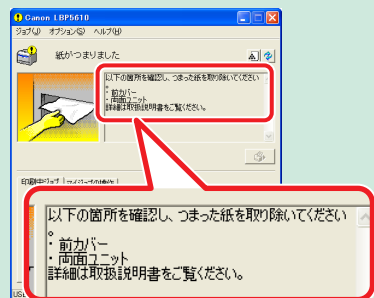 Canon LBP5610
ジョブ(J) オプション(S) ヘルプ(H)
紙がつまりました
以下の箇所を確認し、つまった紙を取り除いてください
。
・前カバー
・両面ユニット
詳細は取扱説明書をご覧ください。
以下の箇所を確認し、つまった紙を取り除いてください
。
・前カバー
・両面ユニット
詳細は取扱説明書をご覧ください。